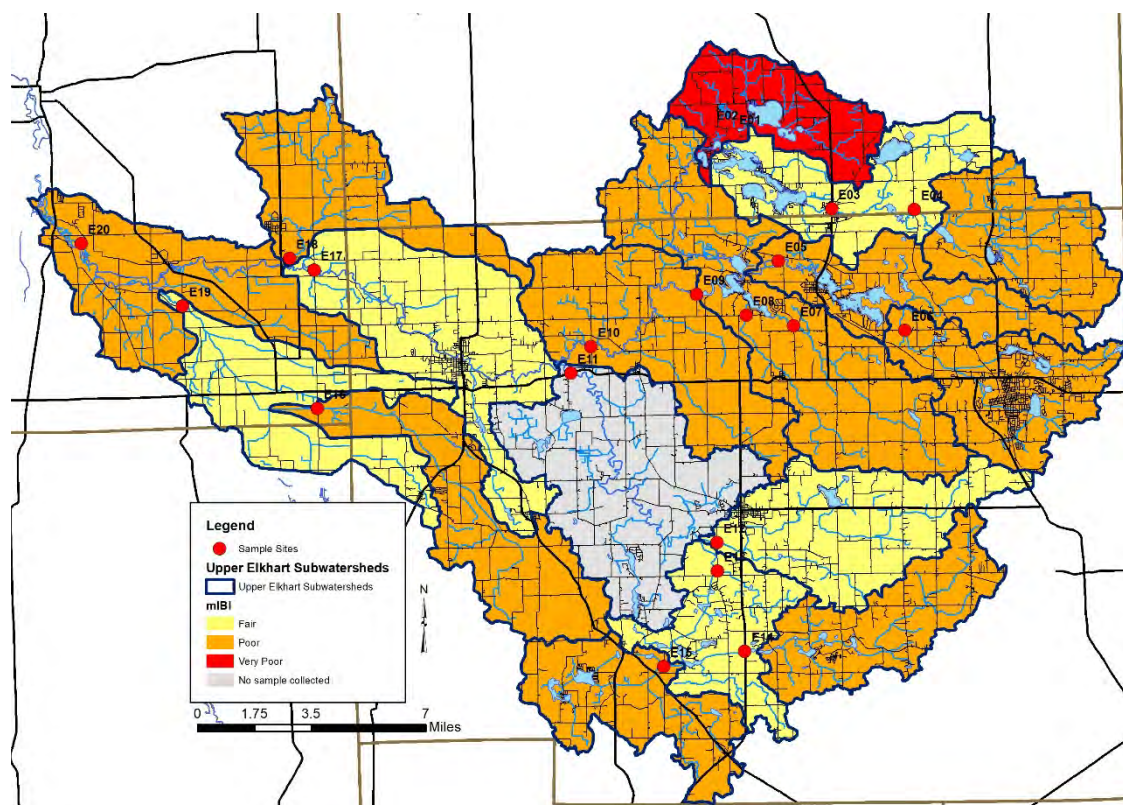 E02
E01
E03
E04
E05
E18
E17
E20
E19
E09
E08
E07
E06
E10
E11
E16
E12
E14
E15
Legend
Sample Sites
Upper Elkhart Subwatersheds
Upper Elkhart Subwatersheds
mIBI
Fair
Poor
Very Poor
No sample collected
N
0 1.75 3.5 7
Miles